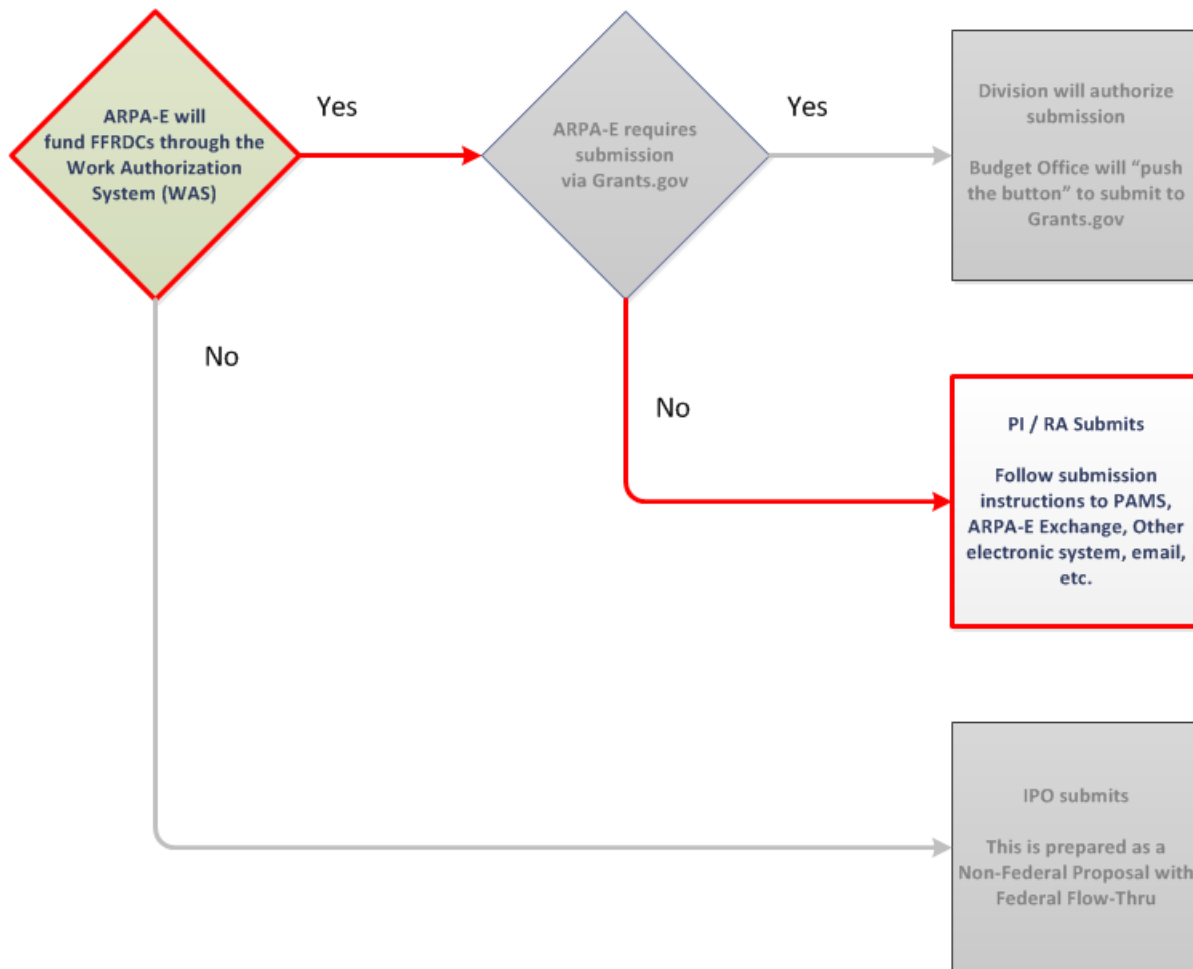 ARPA-E will
fund FFRDCs through the
Work Authorization
System (WAS)
Yes
ARPA-E requires
submission
via Grants.gov
Yes
Division will authorize
submission
Budget Office will “push
the button” to submit to
Grants.gov
No
No
PI / RA Submits
Follow submission
instructions to PAMS,
ARPA-E Exchange, Other
electronic system, email,
etc.
IPO submits
This is prepared as a
Non-Federal Proposal with
Federal Flow-Thru